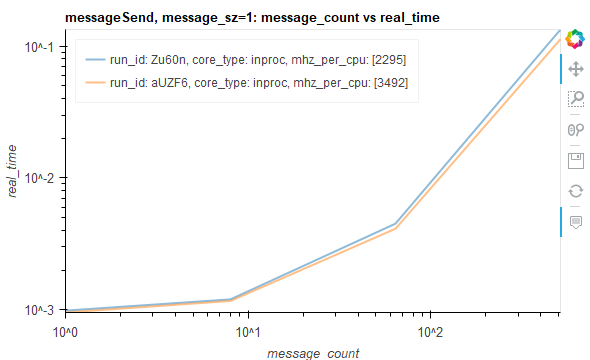 messageSend, message_sz=1: message_count vs real_time
10^-1
run_id: Zu60n, core_type: inproc, mhz_per_cpu: [2295]
run_id: aUZF6, core_type: inproc, mhz_per_cpu: [3492]
real_time
10^-2
10^-3
10^0
10^1
10^2
message_count